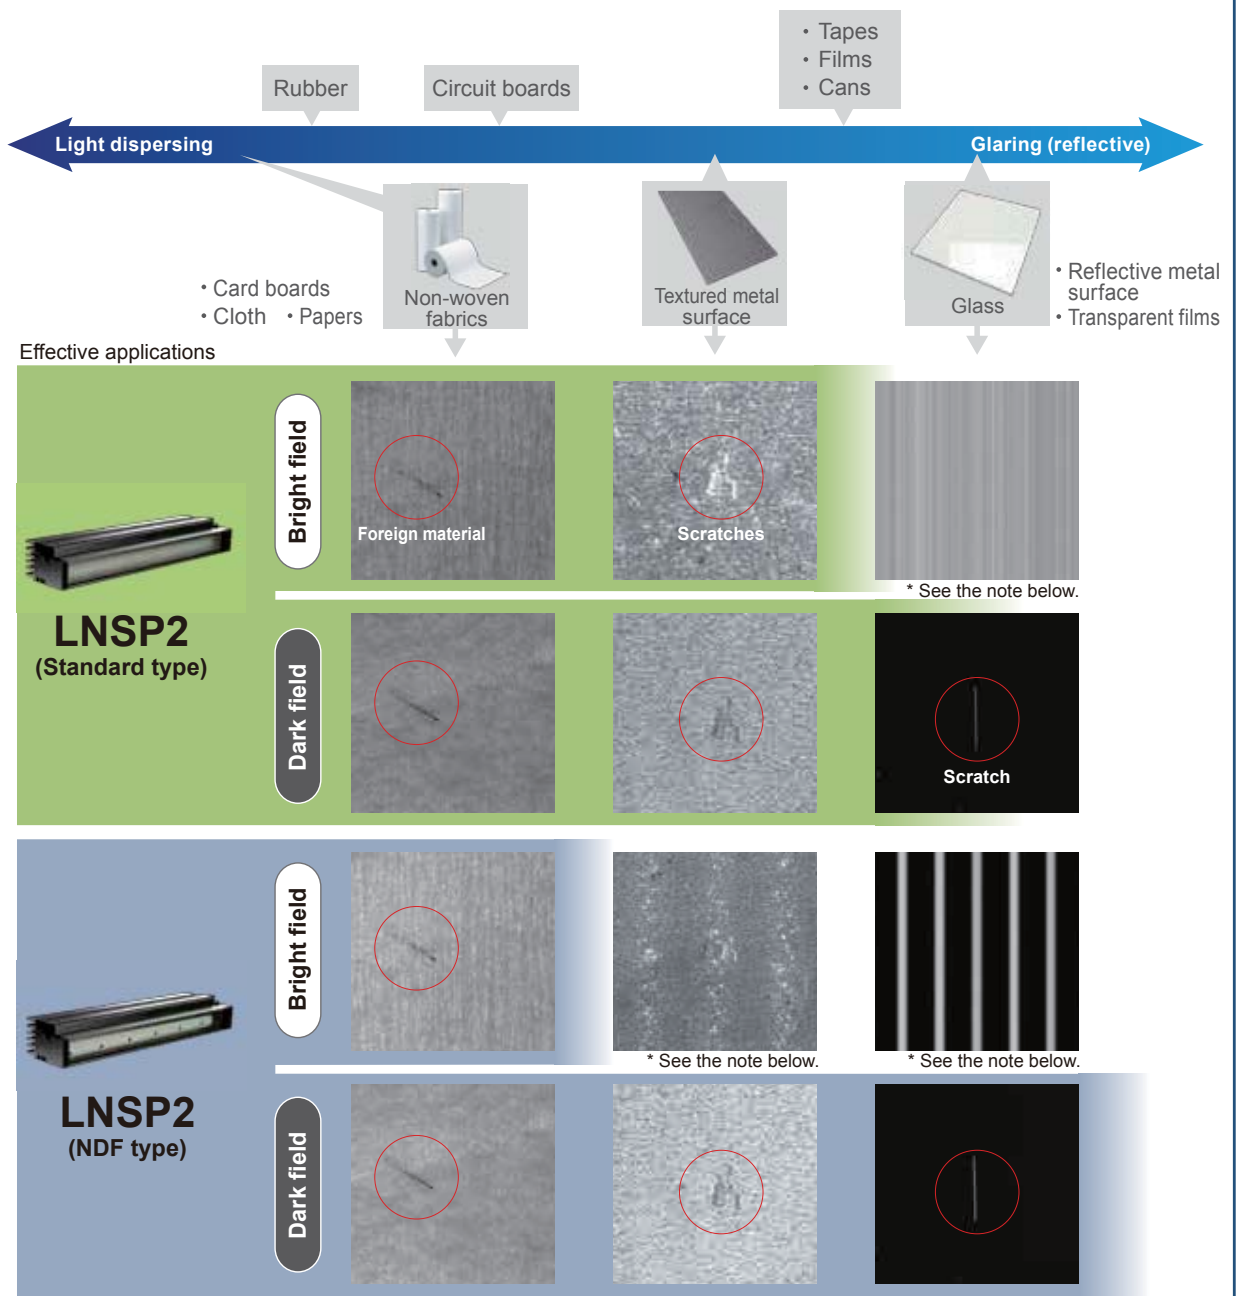 ・Tapes
・Films
・Cans
Rubber
Circuit boards
Light dispersing
Glaring (reflective)
・Card boards
・Cloth ・Papers
Non-woven
fabrics
Textured metal
surface
Glass
・Reflective metal
surface
・Transparent films
Effective applications
Bright field
Foreign material
Scratches
* See the note below.
LNSP2
(Standard type)
Dark field
Scratch
Bright field
* See the note below.
* See the note below.
LNSP2
(NDF type)
Dark field